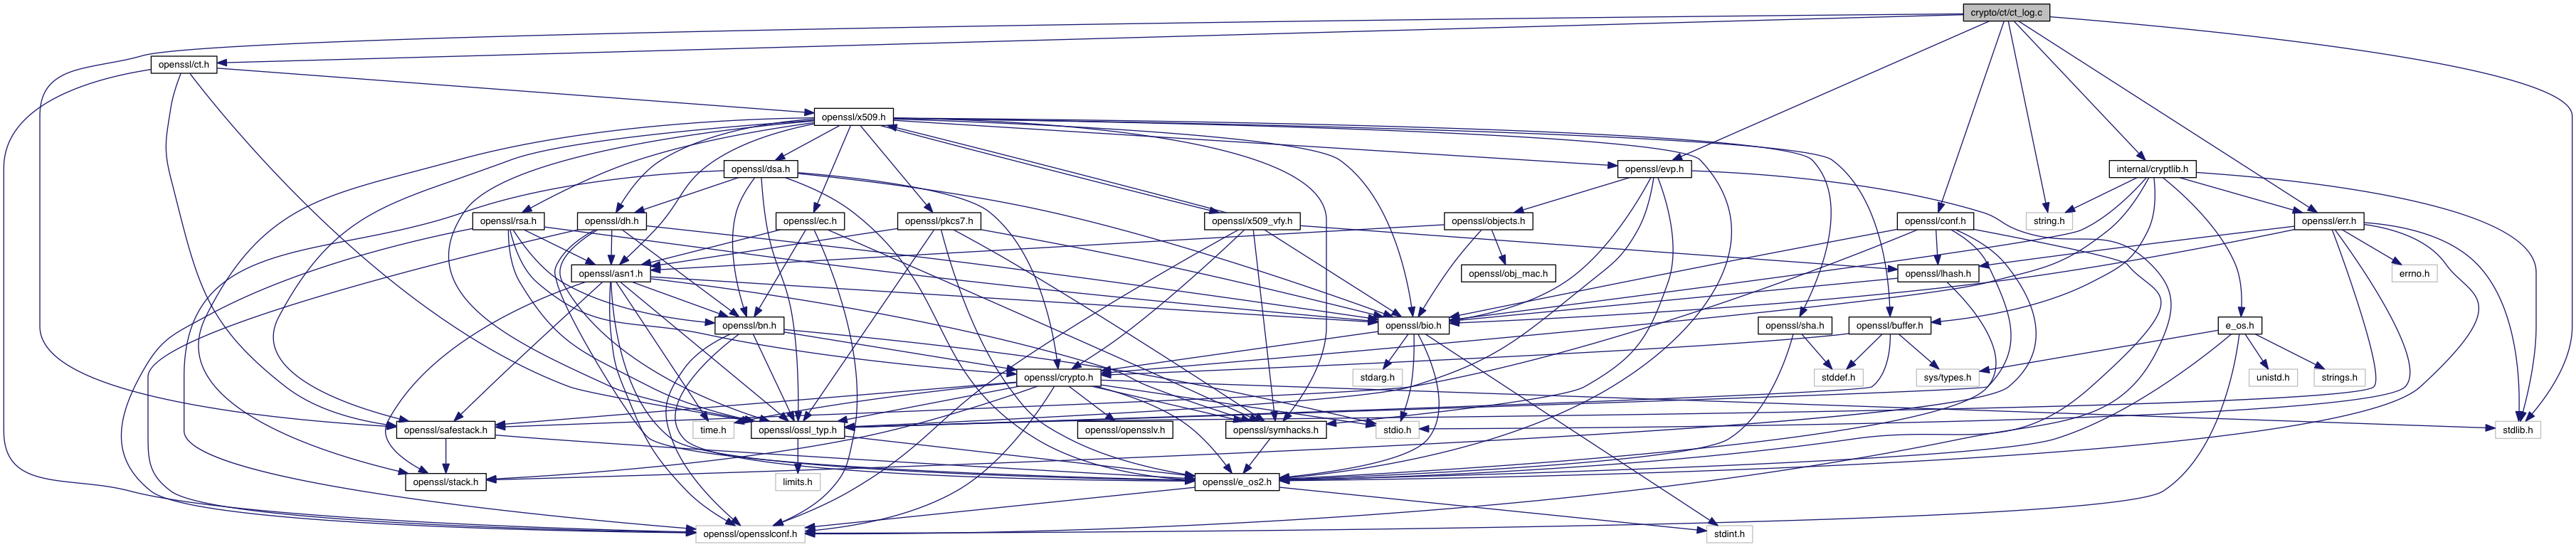 crypto/ct/ct_log.c
openssl/ct.h
openssl/x509.h
openssl/dsa.h
openssl/evp.h
internal/cryptlib.h
openssl/rsa.h
openssl/dh.h
openssl/ec.h
openssl/pkcs7.h
openssl/x509_vfy.h
openssl/objects.h
openssl/conf.h
string.h
openssl/err.h
openssl/asn1.h
openssl/obj_mac.h
openssl/lhash.h
errno.h
openssl/bn.h
openssl/bio.h
openssl/sha.h
openssl/buffer.h
e_os.h
openssl/crypto.h
stdarg.h
stddef.h
sys/types.h
unistd.h
strings.h
openssl/safestack.h
time.h
openssl/ossl_typ.h
openssl/opensslv.h
openssl/symhacks.h
stdio.h
stdlib.h
openssl/stack.h
limits.h
openssl/e_os2.h
openssl/opensslconf.h
stdint.h